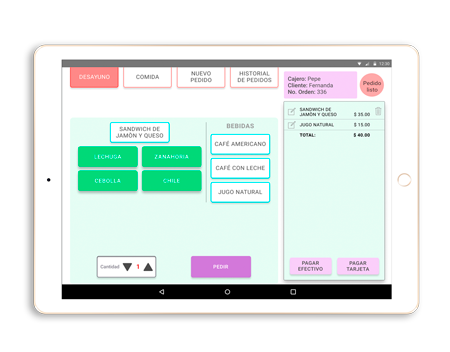 12:30
DESAYUNO
COMIDA
NUEVO
PEDIDO
HISTORIAL
DE PEDIDOS
Cajero: Pepe
Cliente: Fernanda
No. Orden: 336
Pedido
listo
SANDWICH DE
JAMÓN Y QUESO
BEBIDAS
LECHUGA
ZANAHORIA
CEBOLLA
CHILE
CAFÉ AMERICANO
CAFÉ CON LECHE
JUGO NATURAL
SANDWICH DE
JAMÓN Y QUESO $ 35.00
JUGO NATURAL $ 15.00
TOTAL: $ 40.00
Cantidad 1
PEDIR
PAGAR
EFECTIVO
PAGAR
TARJETA